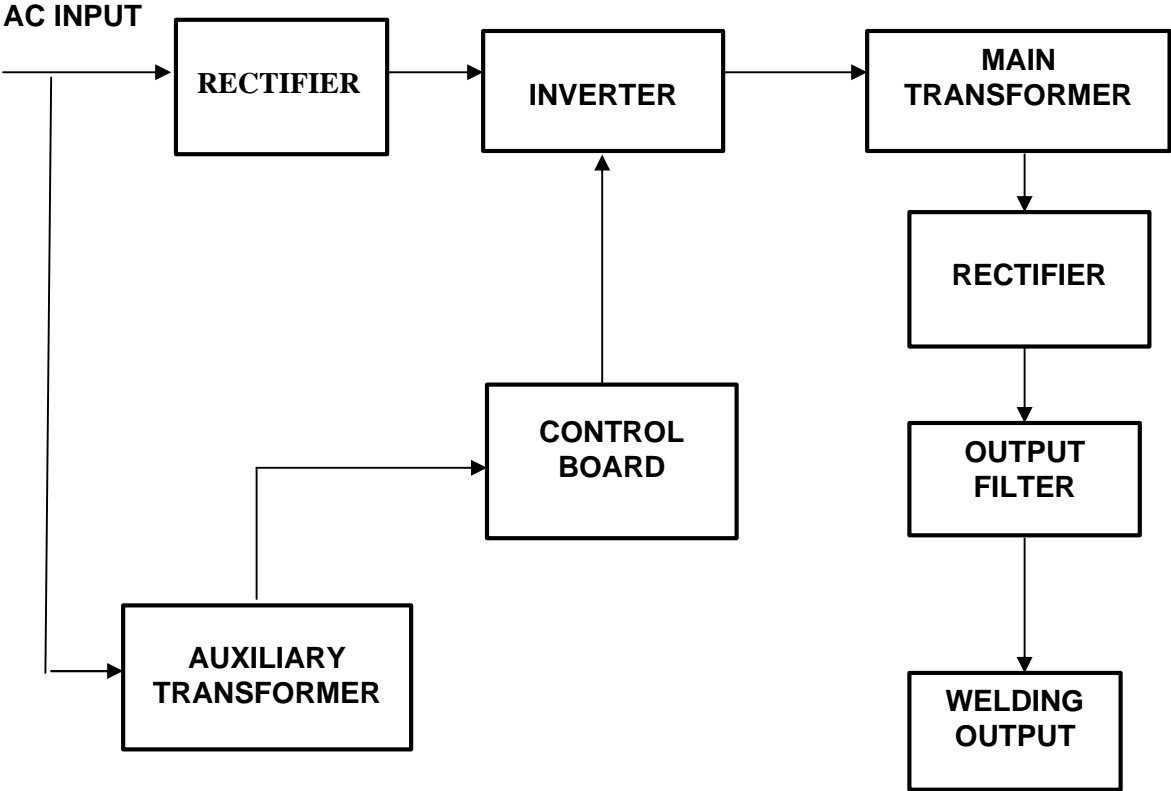 AC INPUT
RECTIFIER
INVERTER
MAIN
TRANSFORMER
RECTIFIER
CONTROL
BOARD
OUTPUT
FILTER
AUXILIARY
TRANSFORMER
WELDING
OUTPUT